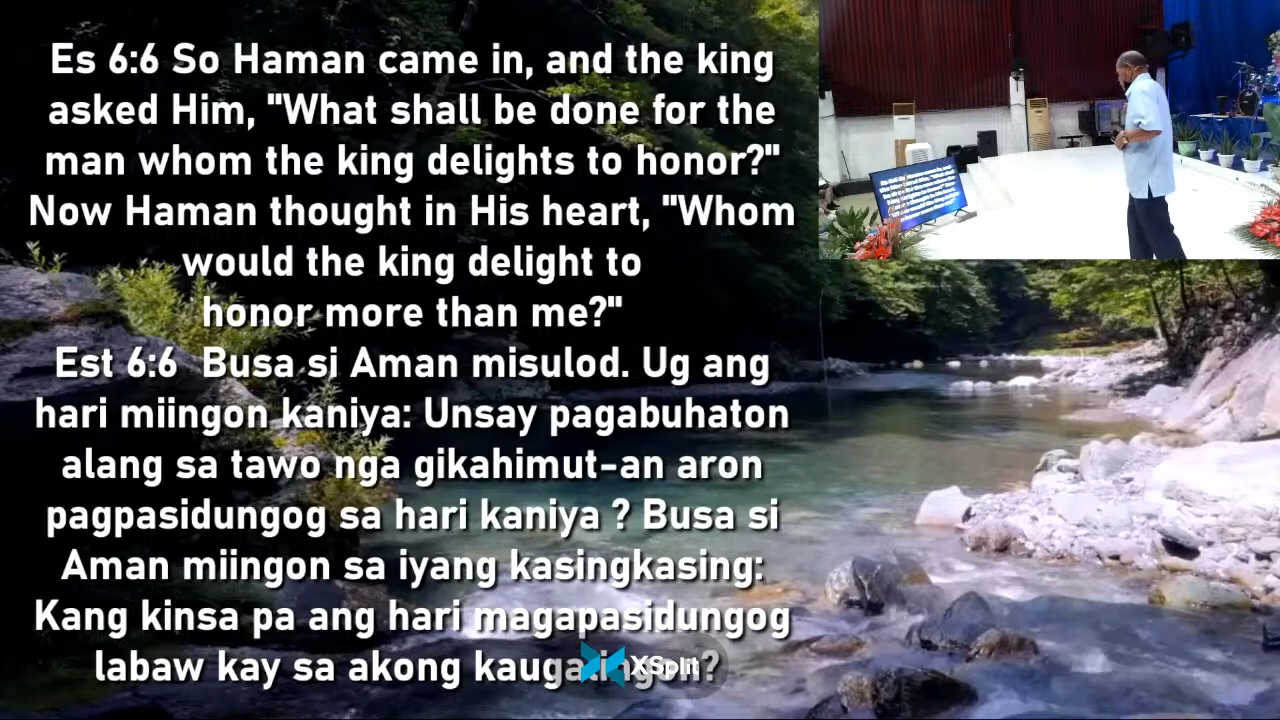 Es 6:6 So Haman came in, and the king
asked Him, "What shall be done for the
man whom the king delights to honor?"
Now Haman thought in His heart, "Whom
would the king delight to
honor more than me?"
Est 6:6  Busa si Aman misulod. Ug ang
hari miingon kaniya: Unsay pagabuhaton
alang sa tawo nga gikahimut-an aron
pagpasidungog sa hari kaniya ? Busa si
Aman miingon sa iyang kasingkasing:
Kang kinsa pa ang hari magapasidungog
labaw kay sa akong kaugalingon?
XSplit